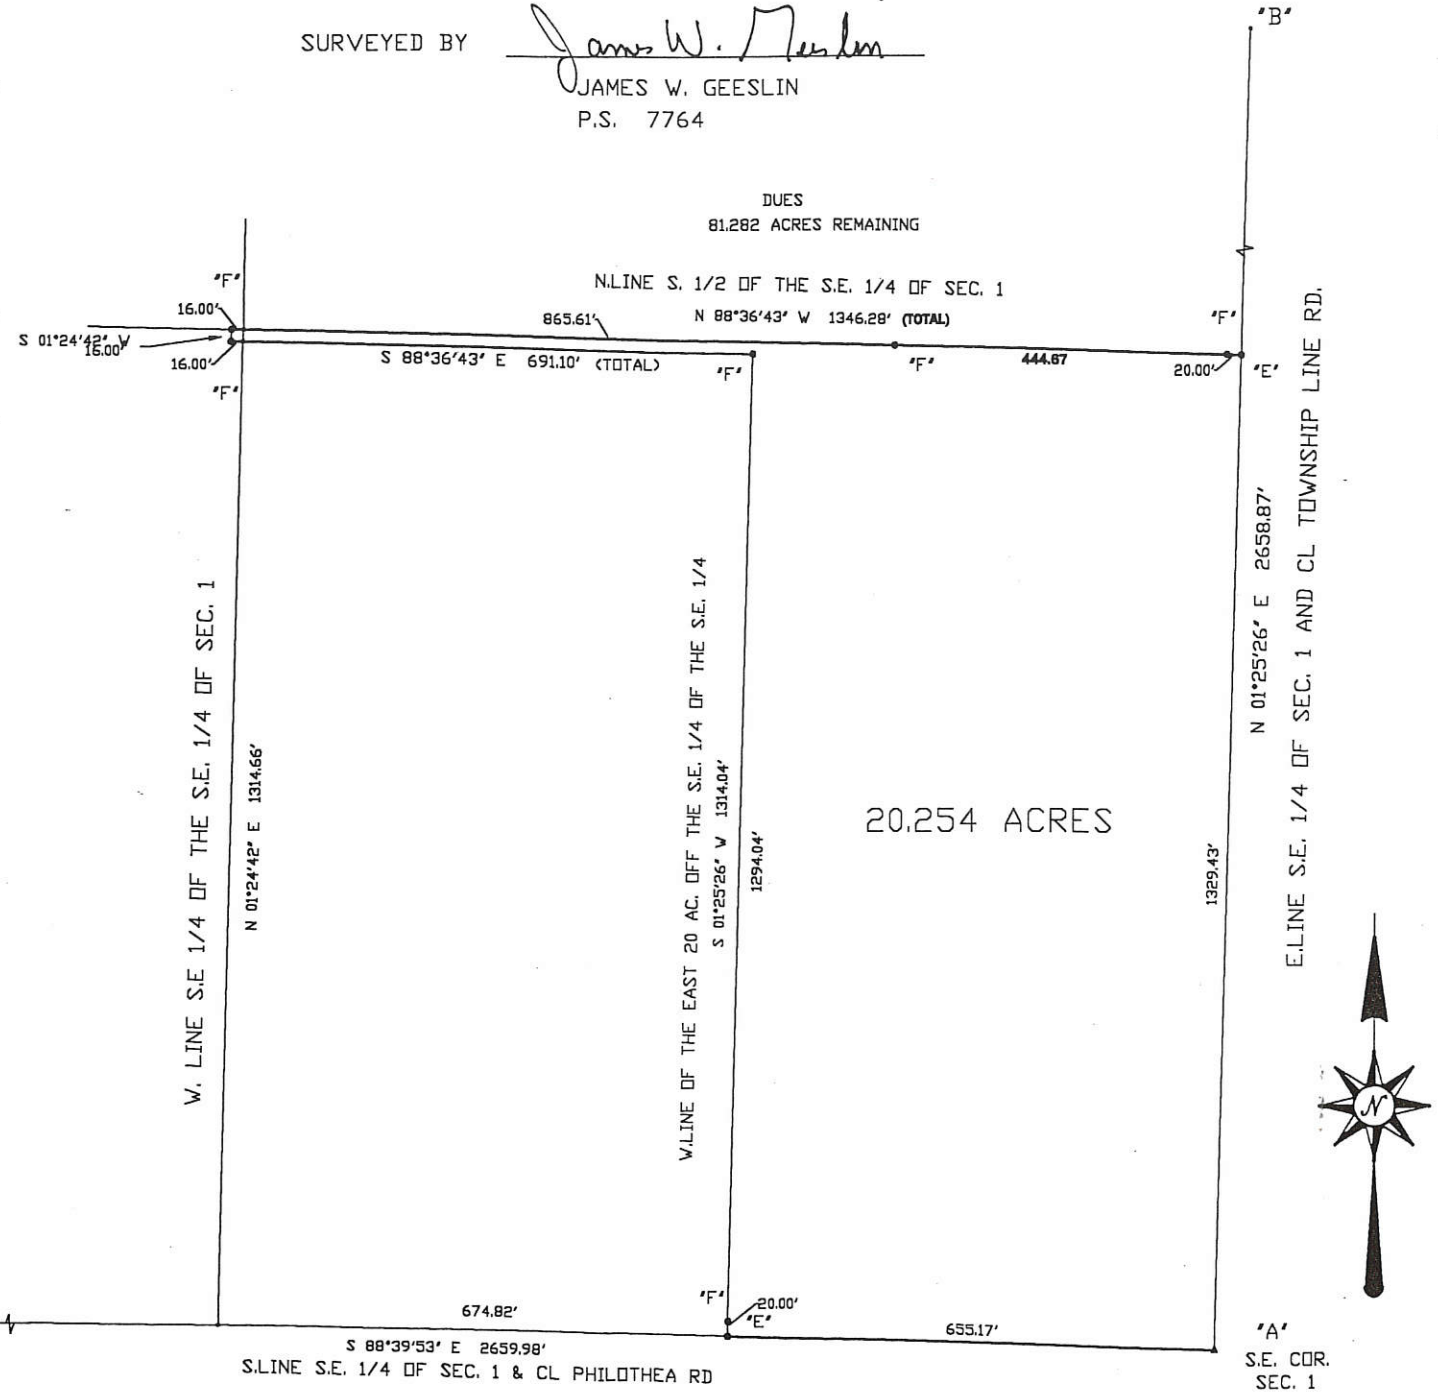 "B"
SURVEYED BY James W. Geeslin
JAMES W. GEESLIN
P.S. 7764
DUES
81.282 ACRES REMAINING
N.LINE S. 1/2 OF THE S.E. 1/4 OF SEC. 1
"F"
16.00'
865.61'
N 88°36'43" W 1346.28' (TOTAL)
"F"
S 01°24'42" W
16.00'
16.00'
S 88°36'43" E 691.10' (TOTAL)
"F"
"F"
444.67
20.00'
"E"
"F"
W. LINE S.E 1/4 OF THE S.E. 1/4 OF SEC. 1
N 01°24'42" E 1314.66'
W.LINE OF THE EAST 20 AC. OFF THE S.E. 1/4 OF THE S.E. 1/4
S 01°25'26" W 1314.04'
1294.04'
20.254 ACRES
1329.43'
N 01°25'26" E 2658.87'
E.LINE S.E. 1/4 OF SEC. 1 AND CL TOWNSHIP LINE RD.
N
"F"
20.00'
"E"
674.82'
655.17'
"A"
S 88°39'53" E 2659.98'
S.LINE S.E. 1/4 OF SEC. 1 & CL PHILOTHEA RD
S.E. COR.
SEC. 1